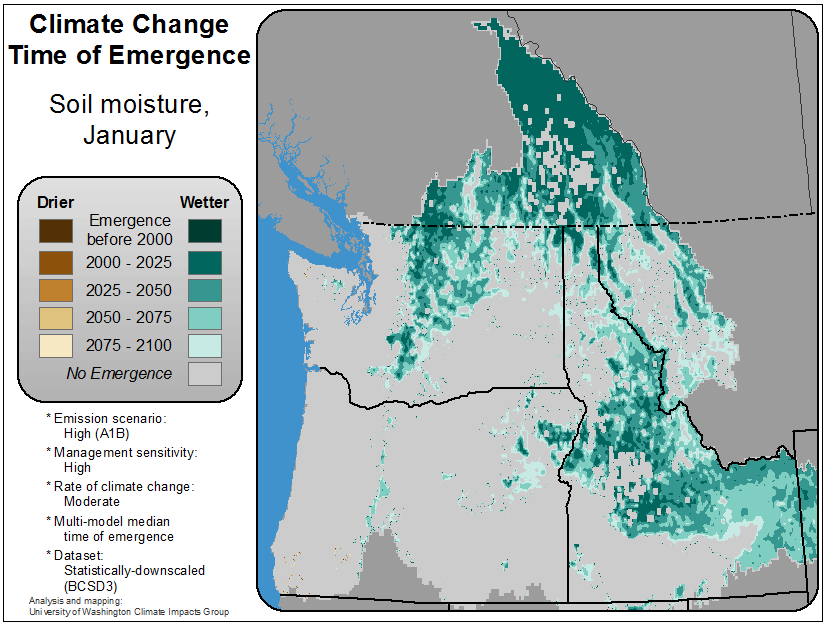 Climate Change
Time of Emergence
Soil moisture,
January
Drier
Wetter
Emergence
before 2000
2000 - 2025
2025 - 2050
2050 - 2075
2075 - 2100
No Emergence
* Emission scenario:
High (A1B)
* Management sensitivity:
High
* Rate of climate change:
Moderate
* Multi-model median
time of emergence
* Dataset:
Statistically-downscaled
(BCSD3)
Analysis and mapping:
University of Washington Climate Impacts Group